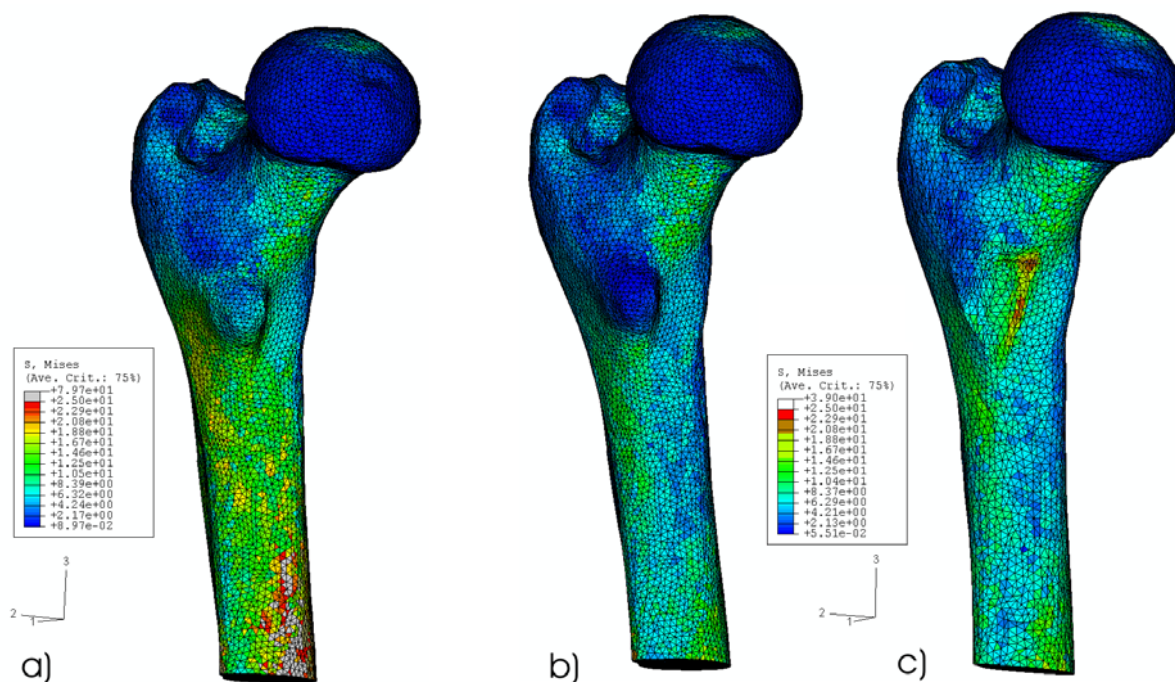 S, Mises
(Ave. Crit.: 75%)
+7.97e+01
+2.50e+01
+2.29e+01
+2.08e+01
+1.88e+01
+1.67e+01
+1.46e+01
+1.25e+01
+1.05e+01
+8.39e+00
+6.32e+00
+4.24e+00
+2.17e+00
+8.97e-02
3
2
1
a)
b)
S, Mises
(Ave. Crit.: 75%)
+3.90e+01
+2.50e+01
+2.29e+01
+2.08e+01
+1.88e+01
+1.67e+01
+1.46e+01
+1.25e+01
+1.04e+01
+8.37e+00
+6.29e+00
+4.21e+00
+2.13e+00
+5.51e-02
3
2
1
c)